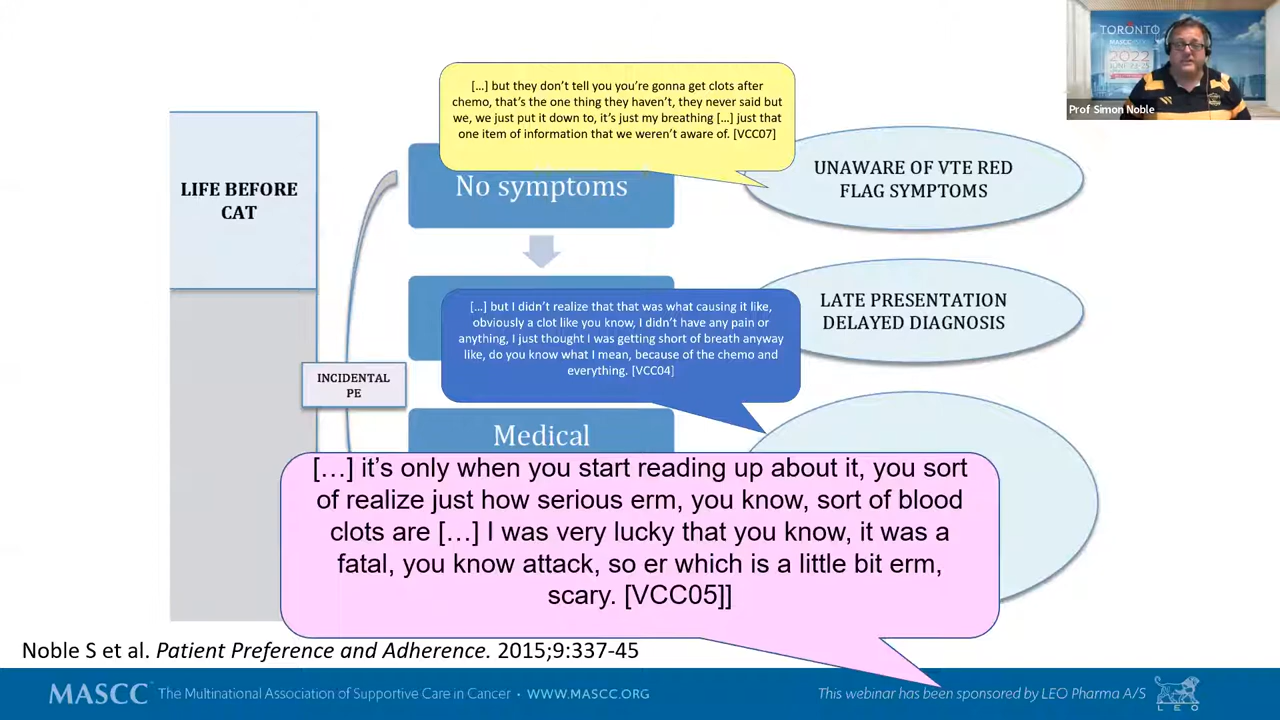 TORONTO
MASCC
2022
JUNE 23-25
Prof Simon Noble
[…] but they don’t tell you you’re gonna get clots after
chemo, that’s the one thing they haven’t, they never said but
we, we just put it down to, it’s just my breathing […] just that
one item of information that we weren’t aware of. [VCC07]
LIFE BEFORE
CAT
No symptoms
UNAWARE OF VTE RED
FLAG SYMPTOMS
[…] but I didn’t realize that that was what causing it like,
obviously a clot like you know, I didn’t have any pain or
anything, I just thought I was getting short of breath anyway
like, do you know what I mean, because of the chemo and
everything. [VCC04]
LATE PRESENTATION
DELAYED DIAGNOSIS
INCIDENTAL
PE
Medical
[…] it’s only when you start reading up about it, you sort
of realize just how serious erm, you know, sort of blood
clots are […] I was very lucky that you know, it was a
fatal, you know attack, so er which is a little bit erm,
scary. [VCC05]]
Noble S et al. Patient Preference and Adherence. 2015;9:337-45
MASCC™ The Multinational Association of Supportive Care in Cancer • WWW.MASCC.ORG
This webinar has been sponsored by LEO Pharma A/S
LEO